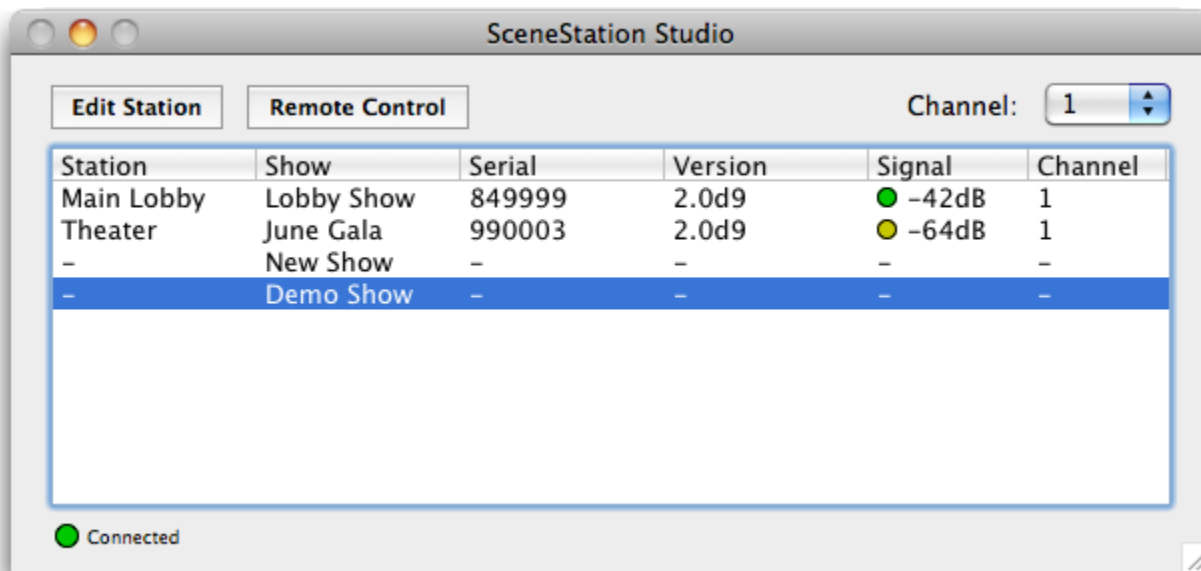 SceneStation Studio
Edit Station Remote Control Channel: 1
Station Show Serial Version Signal Channel
Main Lobby Lobby Show 849999 2.0d9 -42dB 1
Theater June Gala 990003 2.0d9 -64dB 1
- New Show - - - -
- Demo Show - - - -
Connected